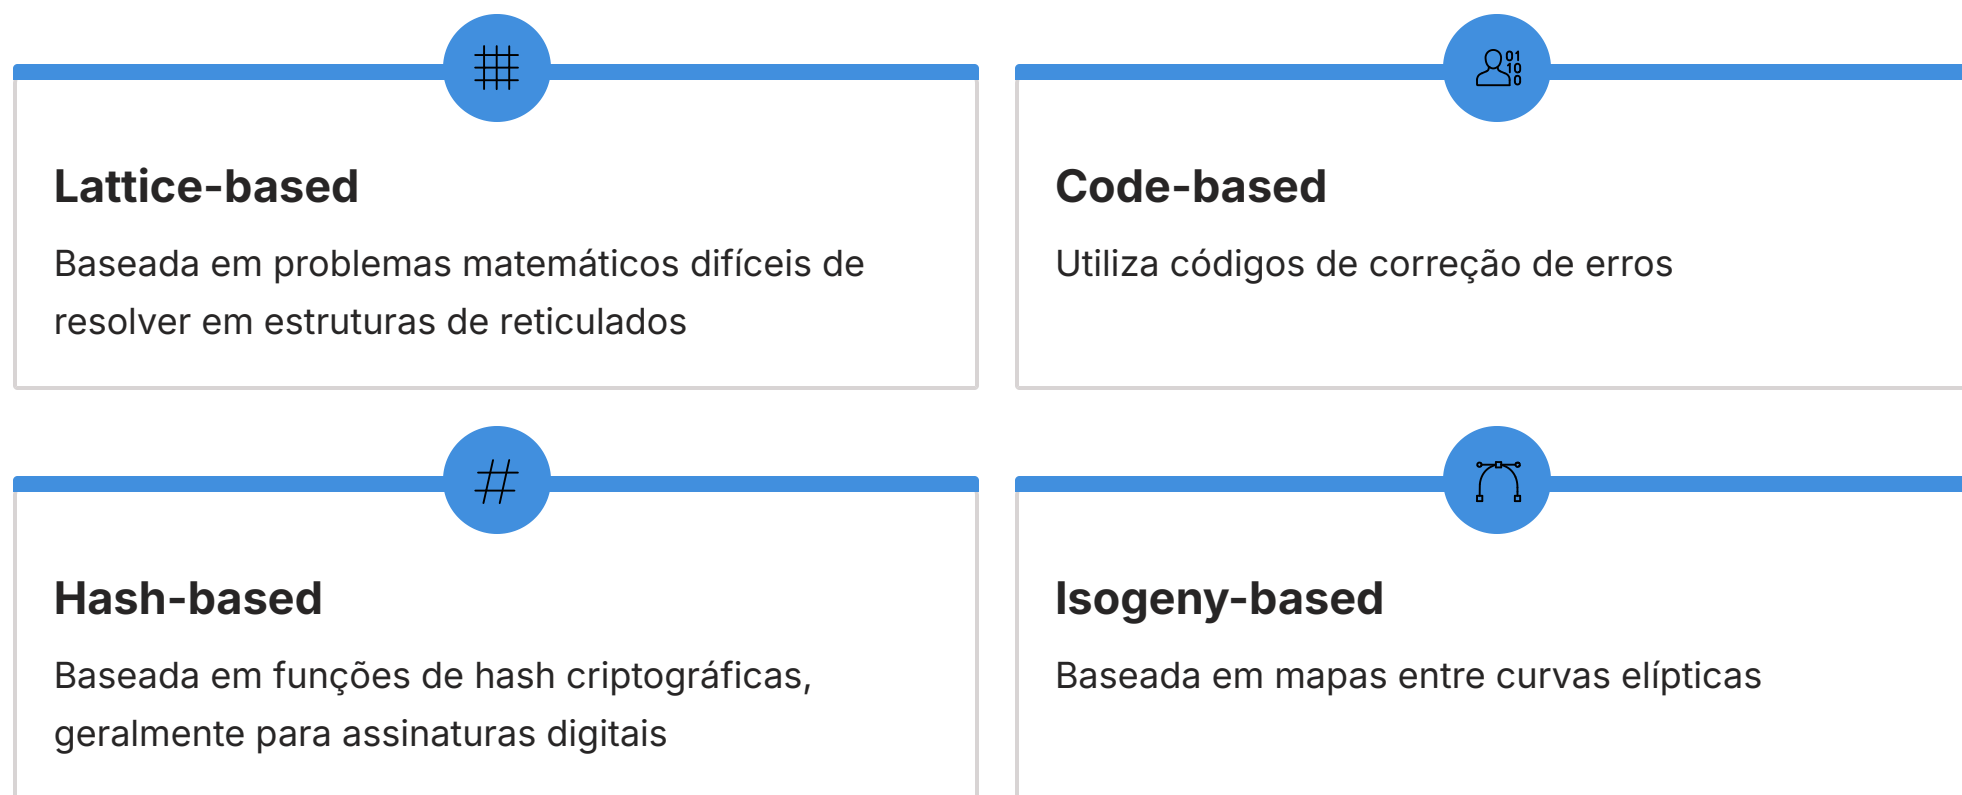 Lattice-based
Baseada em problemas matemáticos difíceis de
resolver em estruturas de reticulados
Code-based
Utiliza códigos de correção de erros
Hash-based
Baseada em funções de hash criptográficas,
geralmente para assinaturas digitais
Isogeny-based
Baseada em mapas entre curvas elípticas